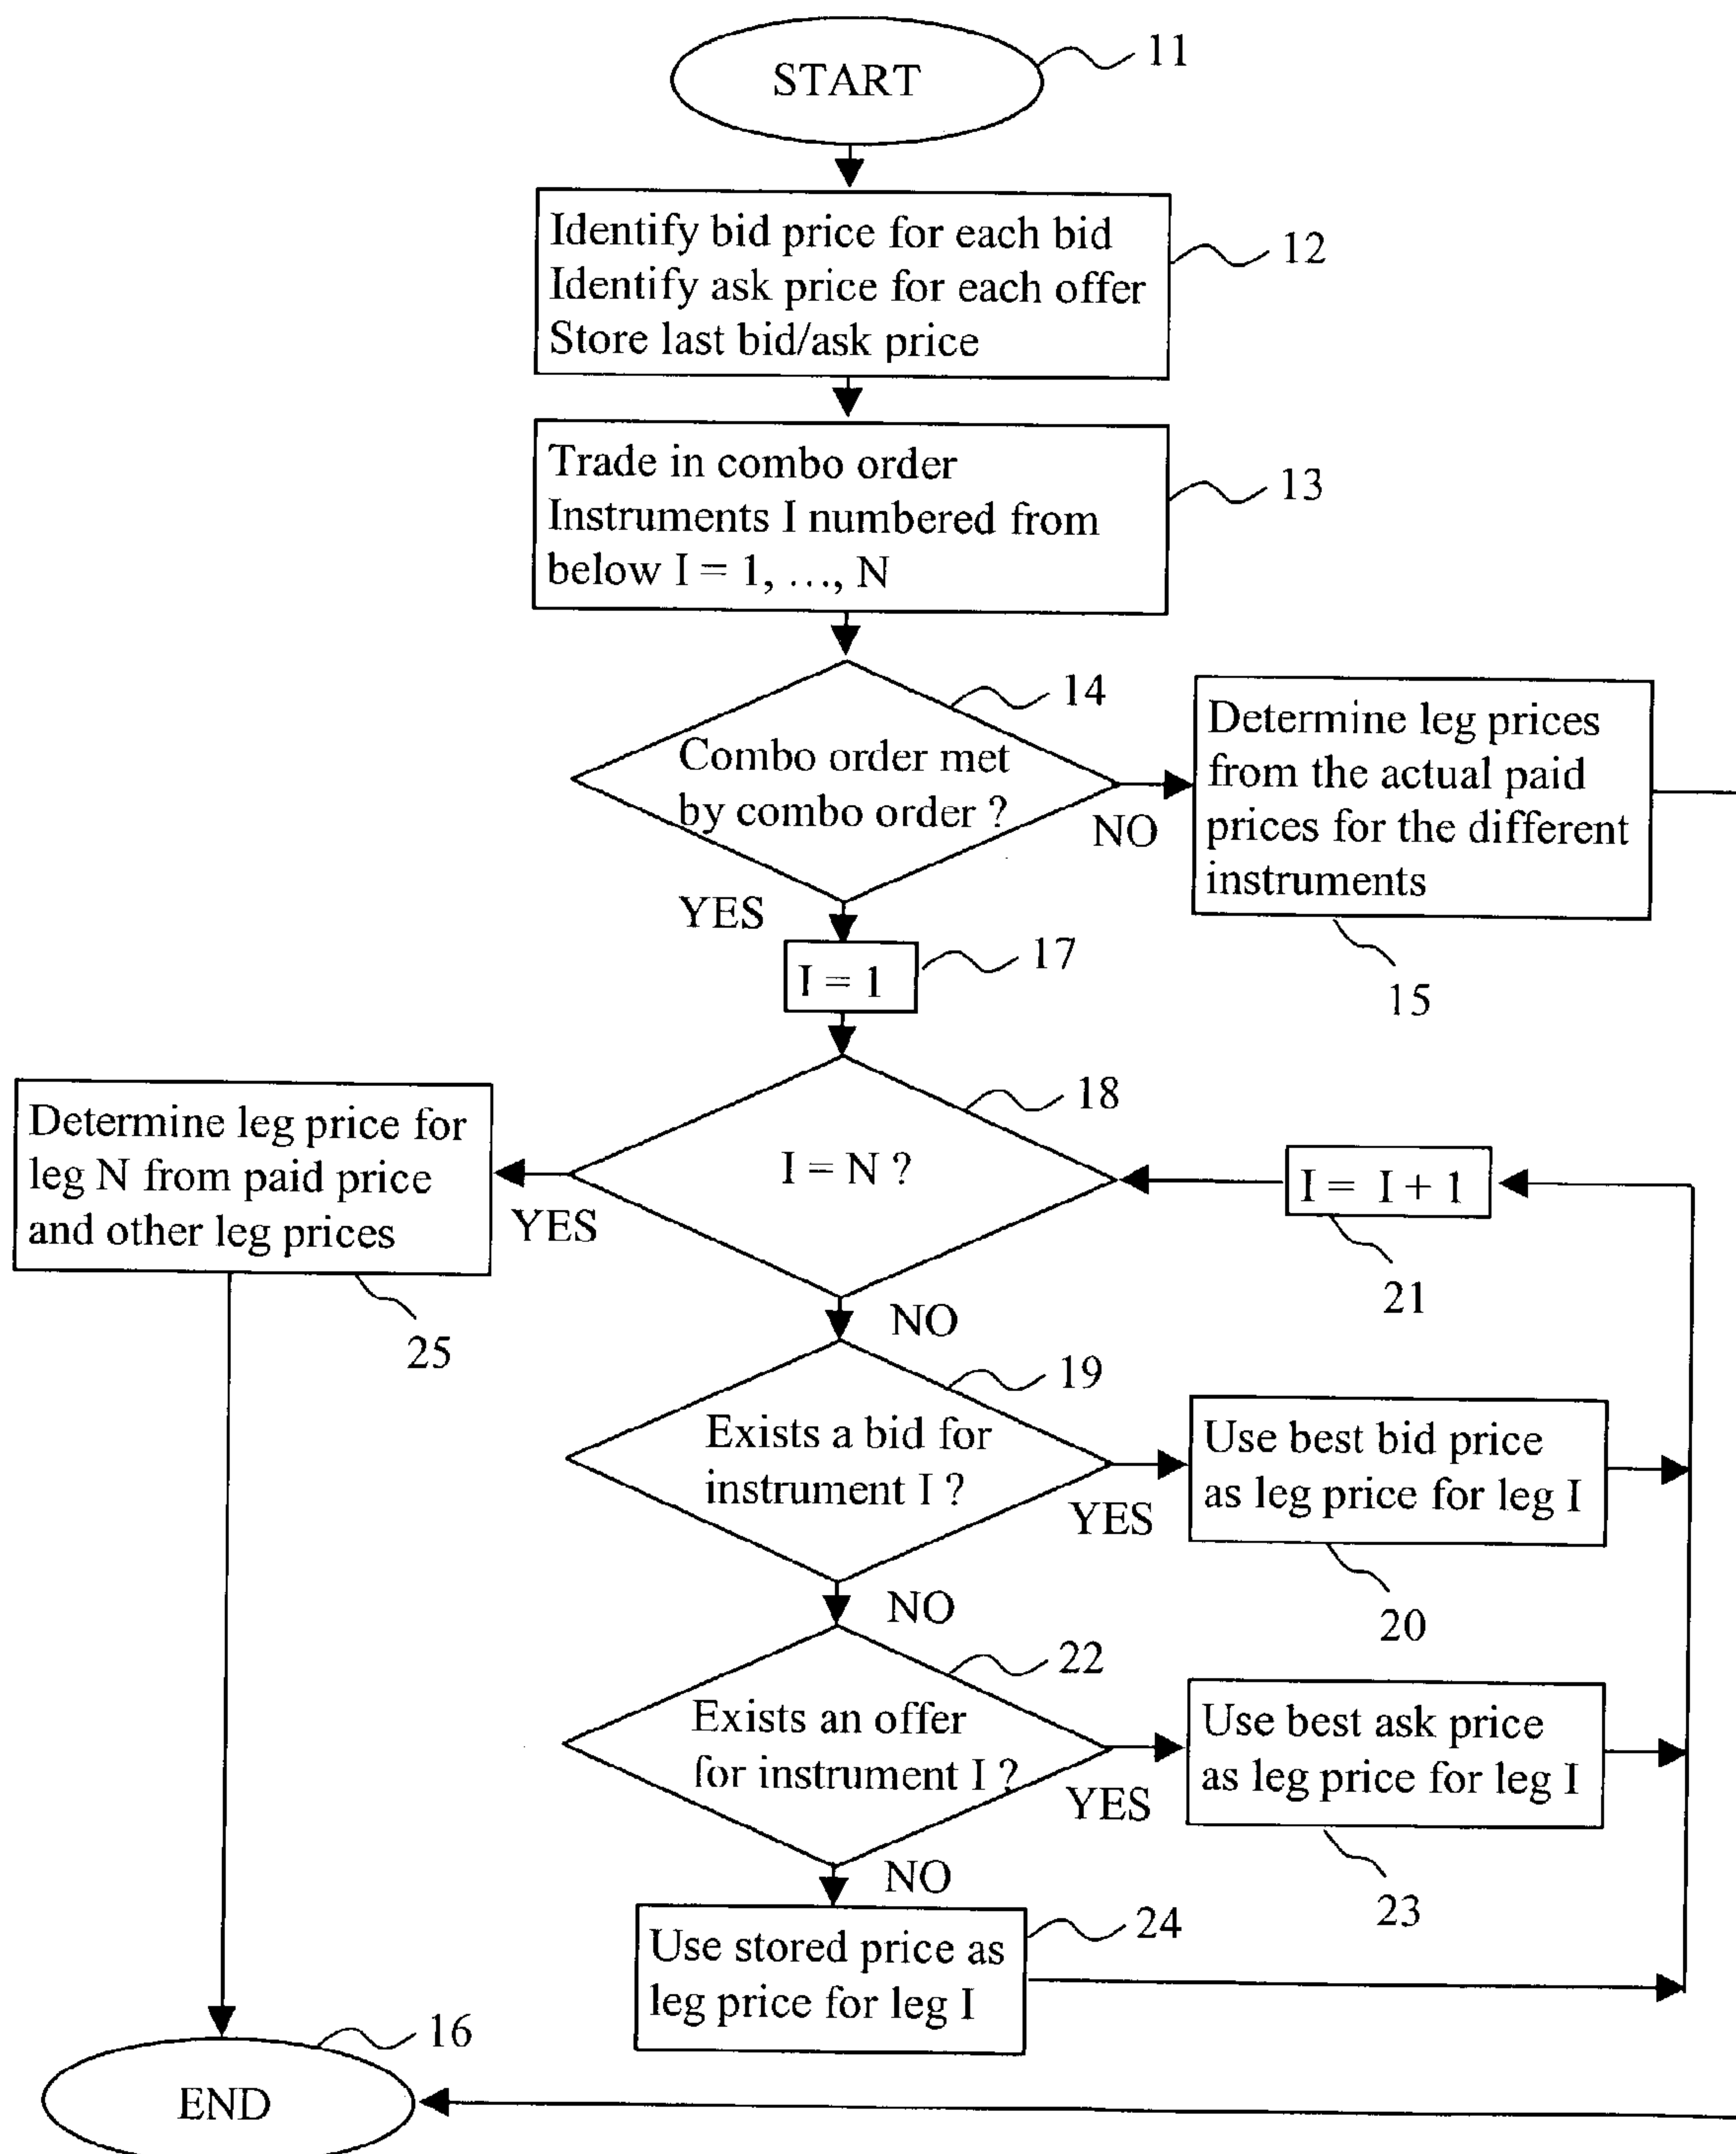 START
11
Identify bid price for each bid
Identify ask price for each offer
Store last bid/ask price
12
Trade in combo order
Instruments I numbered from
below I = 1, …, N
13
Combo order met
by combo order ?
14
NO
YES
Determine leg prices
from the actual paid
prices for the different
instruments
15
I = 1
17
I = N ?
18
YES
NO
Determine leg price for
leg N from paid price
and other leg prices
25
I = I + 1
21
Exists a bid for
instrument I ?
19
YES
NO
Use best bid price
as leg price for leg I
20
Exists an offer
for instrument I ?
22
YES
NO
Use best ask price
as leg price for leg I
23
Use stored price as
leg price for leg I
24
END
16